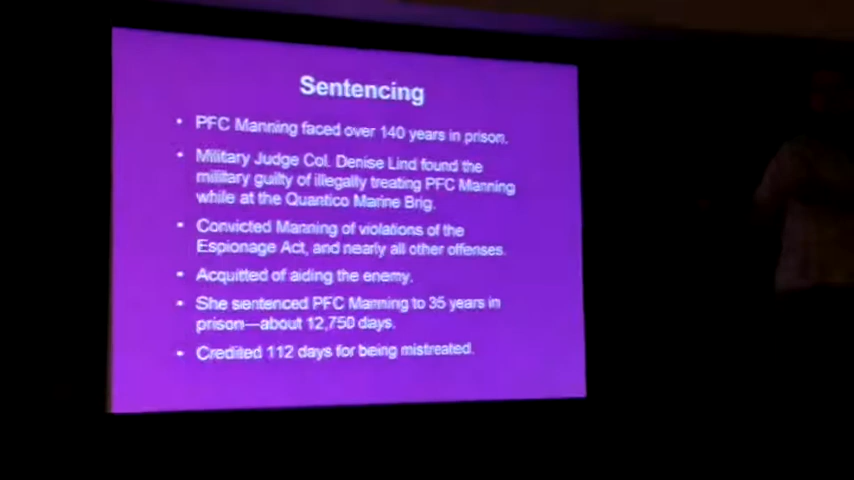 Sentencing
• PFC Manning faced over 140 years in prison.
• Military Judge Col. Denise Lind found the
military guilty of illegally treating PFC Manning
while at the Quantico Marine Brig.
• Convicted Manning of violations of the
Espionage Act, and nearly all other offenses.
• Acquitted of aiding the enemy.
• She sentenced PFC Manning to 35 years in
prison—about 12,750 days.
• Credited 112 days for being mistreated.